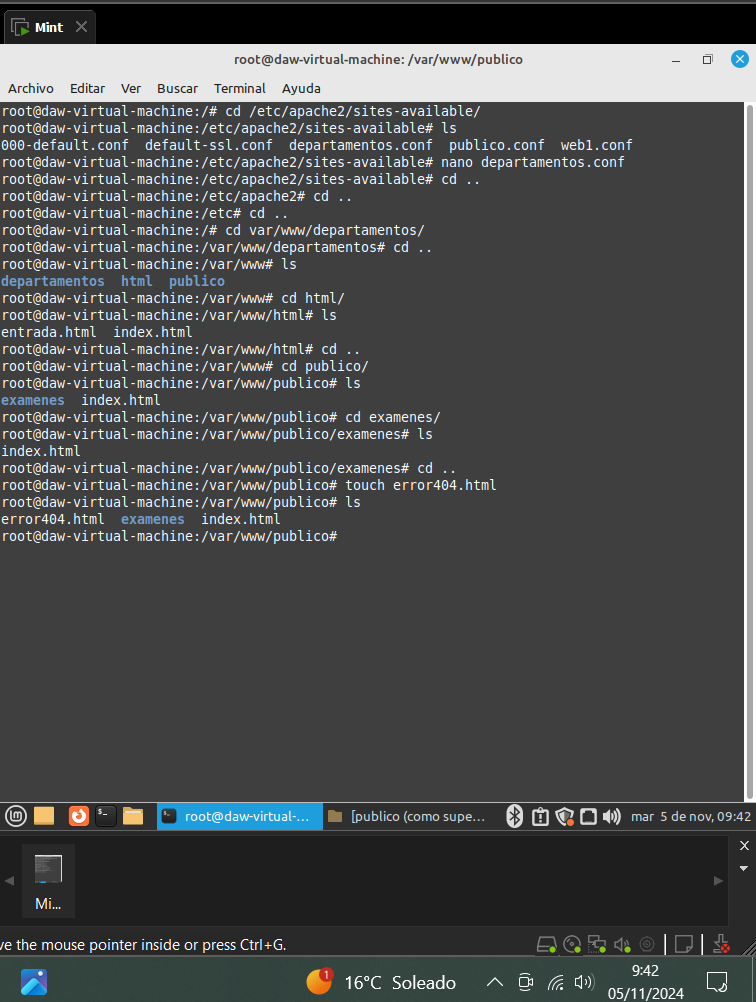 Mint
root@daw-virtual-machine: /var/www/publico
Archivo Editar Ver Buscar Terminal Ayuda
root@daw-virtual-machine:/# cd /etc/apache2/sites-available/
root@daw-virtual-machine:/etc/apache2/sites-available# ls
000-default.conf default-ssl.conf departamentos.conf publico.conf web1.conf
root@daw-virtual-machine:/etc/apache2/sites-available# nano departamentos.conf
root@daw-virtual-machine:/etc/apache2/sites-available# cd ..
root@daw-virtual-machine:/etc/apache2# cd ..
root@daw-virtual-machine:/etc# cd ..
root@daw-virtual-machine:/# cd var/www/departamentos/
root@daw-virtual-machine:/var/www/departamentos# cd ..
root@daw-virtual-machine:/var/www# ls
departamentos html publico
root@daw-virtual-machine:/var/www# cd html/
root@daw-virtual-machine:/var/www/html# ls
entrada.html index.html
root@daw-virtual-machine:/var/www/html# cd ..
root@daw-virtual-machine:/var/www# cd publico/
root@daw-virtual-machine:/var/www/publico# ls
examenes index.html
root@daw-virtual-machine:/var/www/publico# cd examenes/
root@daw-virtual-machine:/var/www/publico/examenes# ls
index.html
root@daw-virtual-machine:/var/www/publico/examenes# cd ..
root@daw-virtual-machine:/var/www/publico# touch error404.html
root@daw-virtual-machine:/var/www/publico# ls
error404.html examenes index.html
root@daw-virtual-machine:/var/www/publico#
root@daw-virtual-... [publico (como supe... mar 5 de nov, 09:42
Mi...
ve the mouse pointer inside or press Ctrl+G.
1 16°C Soleado 9:42
05/11/2024